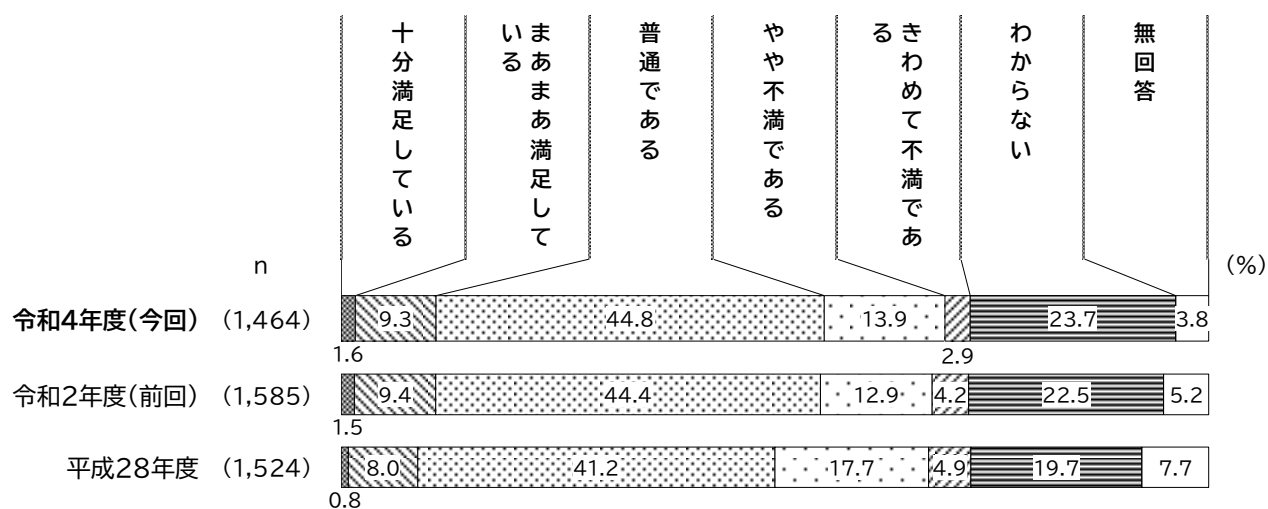 十分満足している
まあまあ満足して
いる
普通である
やや不満である
きわめて不満であ
る
わからない
無回答
n
(%)
令和4年度(今回) (1,464) 9.3 44.8 13.9 23.7 3.8
1.6 2.9
令和2年度(前回) (1,585) 9.4 44.4 12.9 4.2 22.5 5.2
1.5
平成28年度 (1,524) 8.0 41.2 17.7 4.9 19.7 7.7
0.8